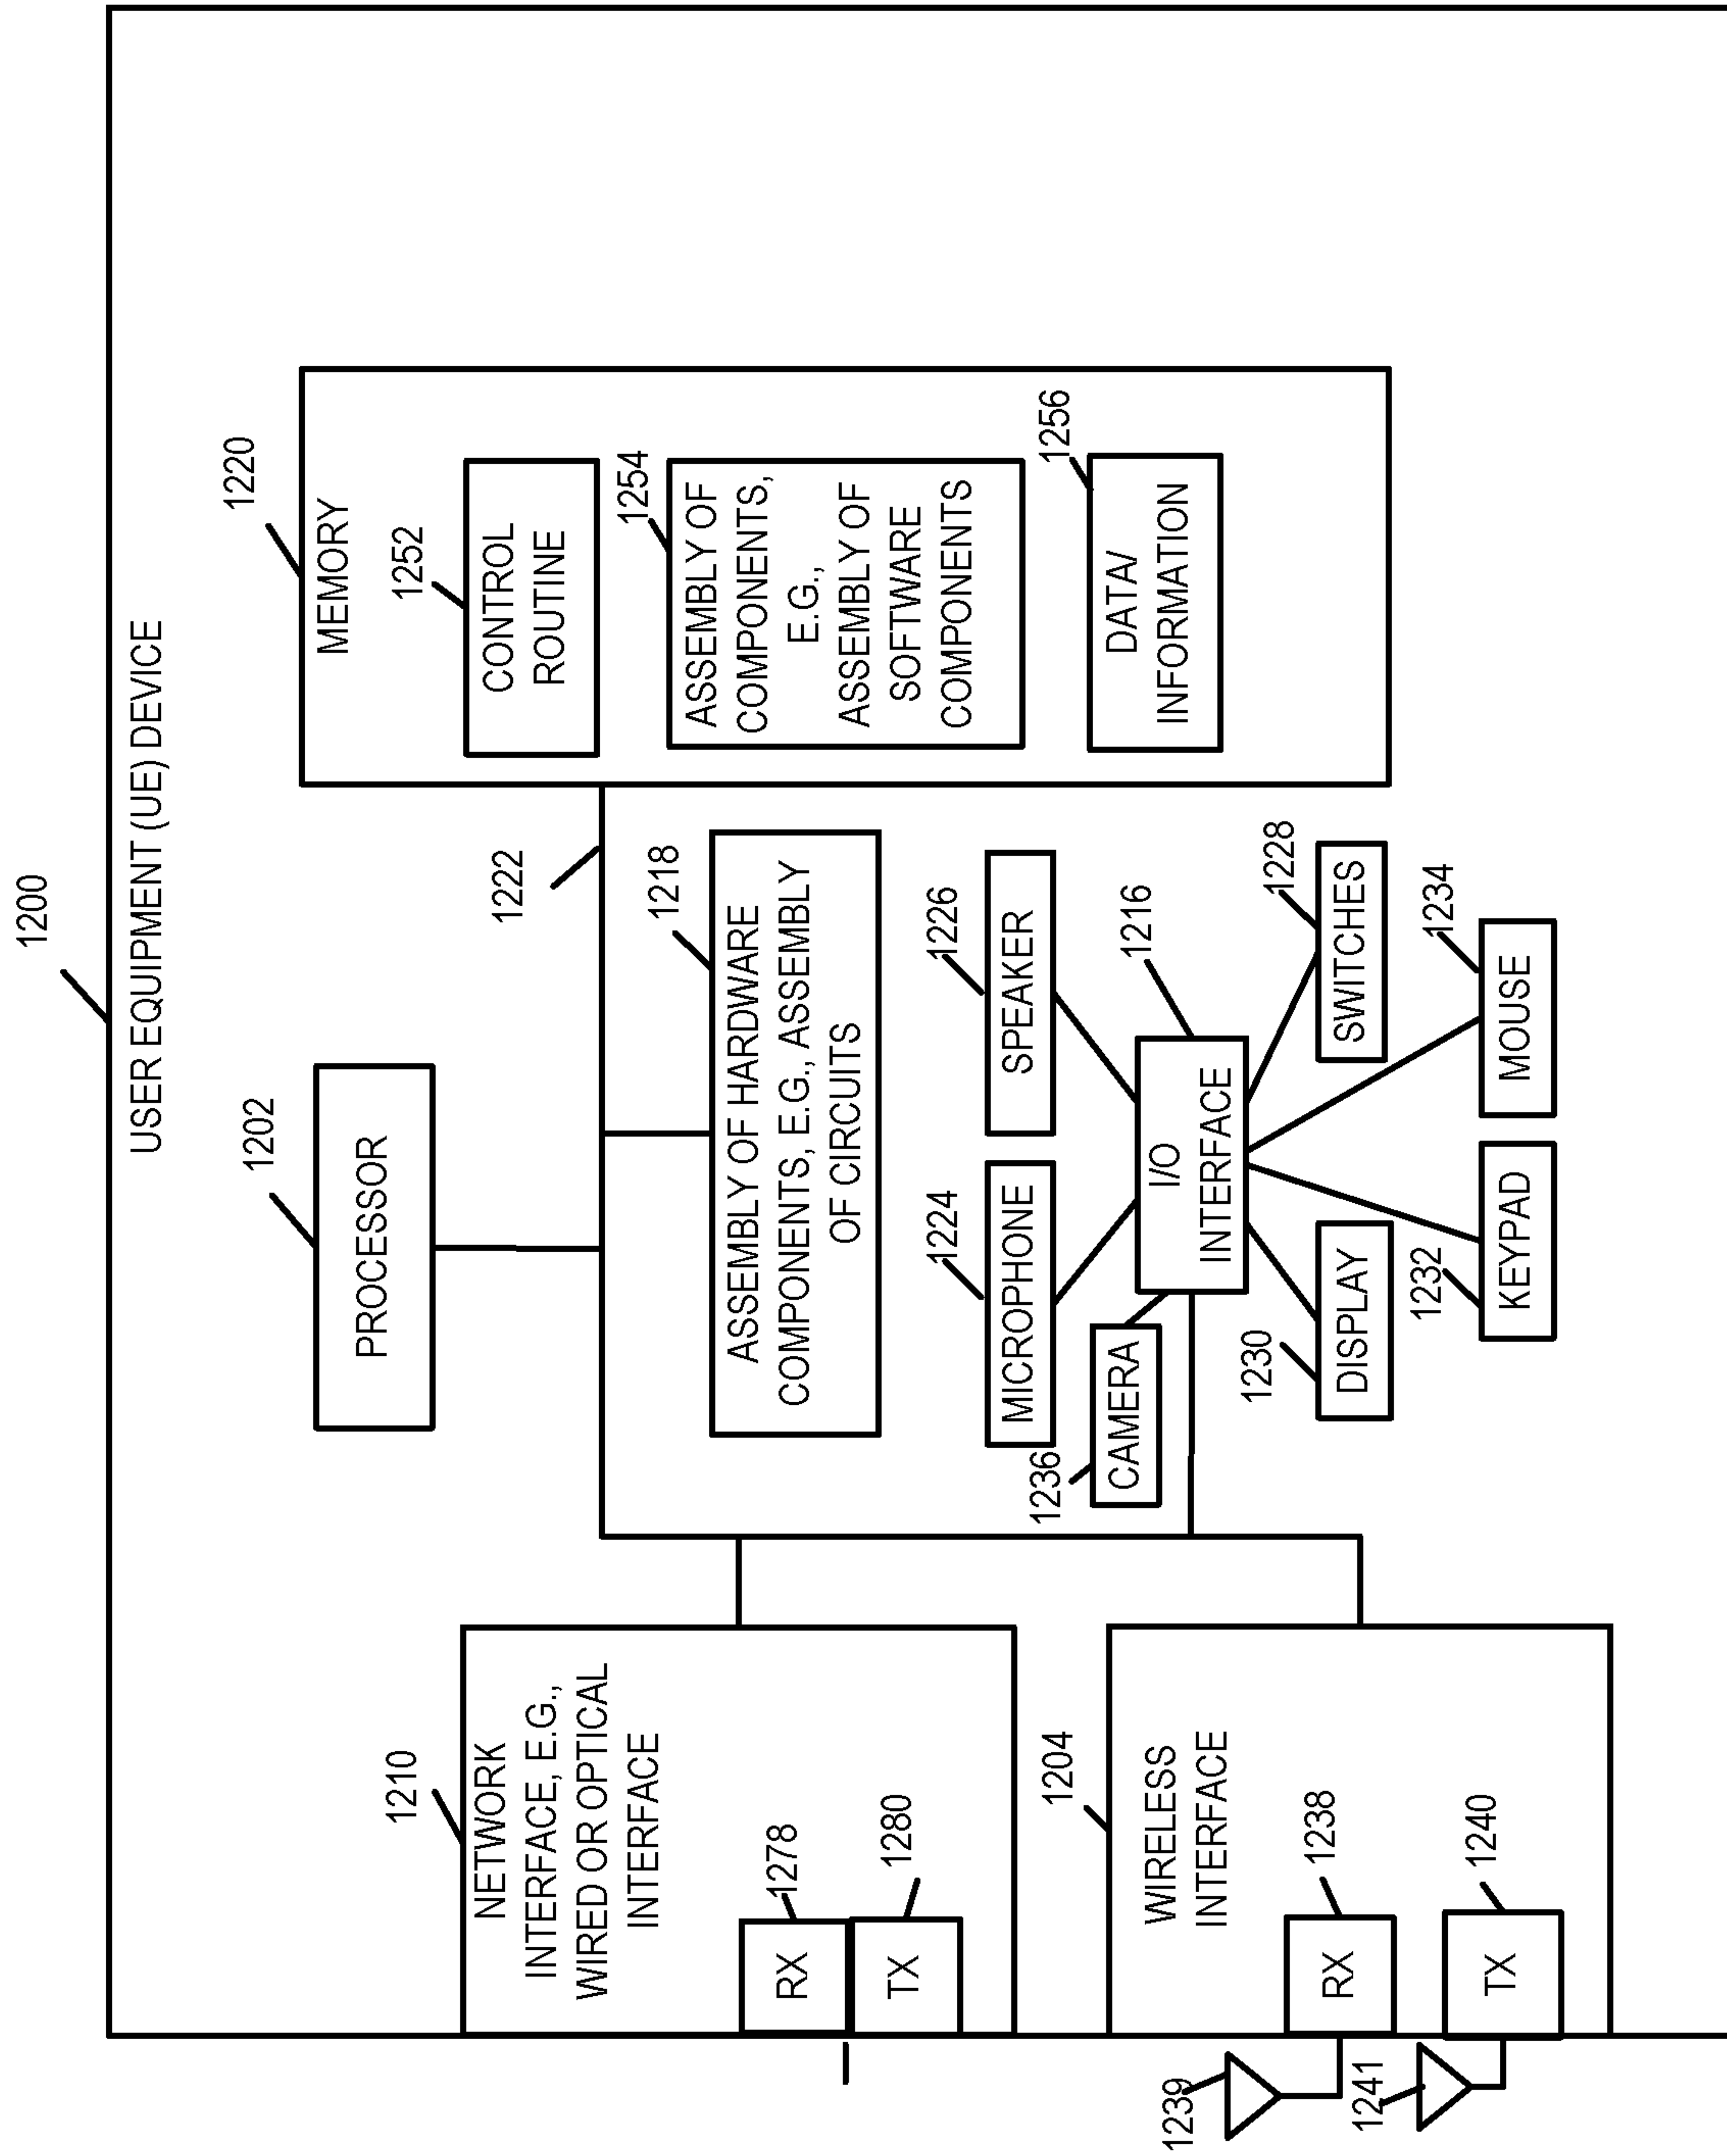 1200
USER EQUIPMENT (UE) DEVICE
1210
NETWORK
INTERFACE, E.G.,
WIRED OR OPTICAL
INTERFACE
RX
1278
TX
1280
1204
WIRELESS
INTERFACE
RX
1238
TX
1240
1239
1241
1202
PROCESSOR
1222
1218
ASSEMBLY OF HARDWARE
COMPONENTS, E.G., ASSEMBLY
OF CIRCUITS
1224
MICROPHONE
1226
SPEAKER
1236
CAMERA
1216
I/O
INTERFACE
1230
DISPLAY
1228
SWITCHES
1232
KEYPAD
1234
MOUSE
1220
MEMORY
1252
CONTROL
ROUTINE
1254
ASSEMBLY OF
COMPONENTS,
E.G.,
ASSEMBLY OF
SOFTWARE
COMPONENTS
1256
DATA/
INFORMATION